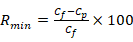 R_min = (c_f − c_p) / c_f × 100